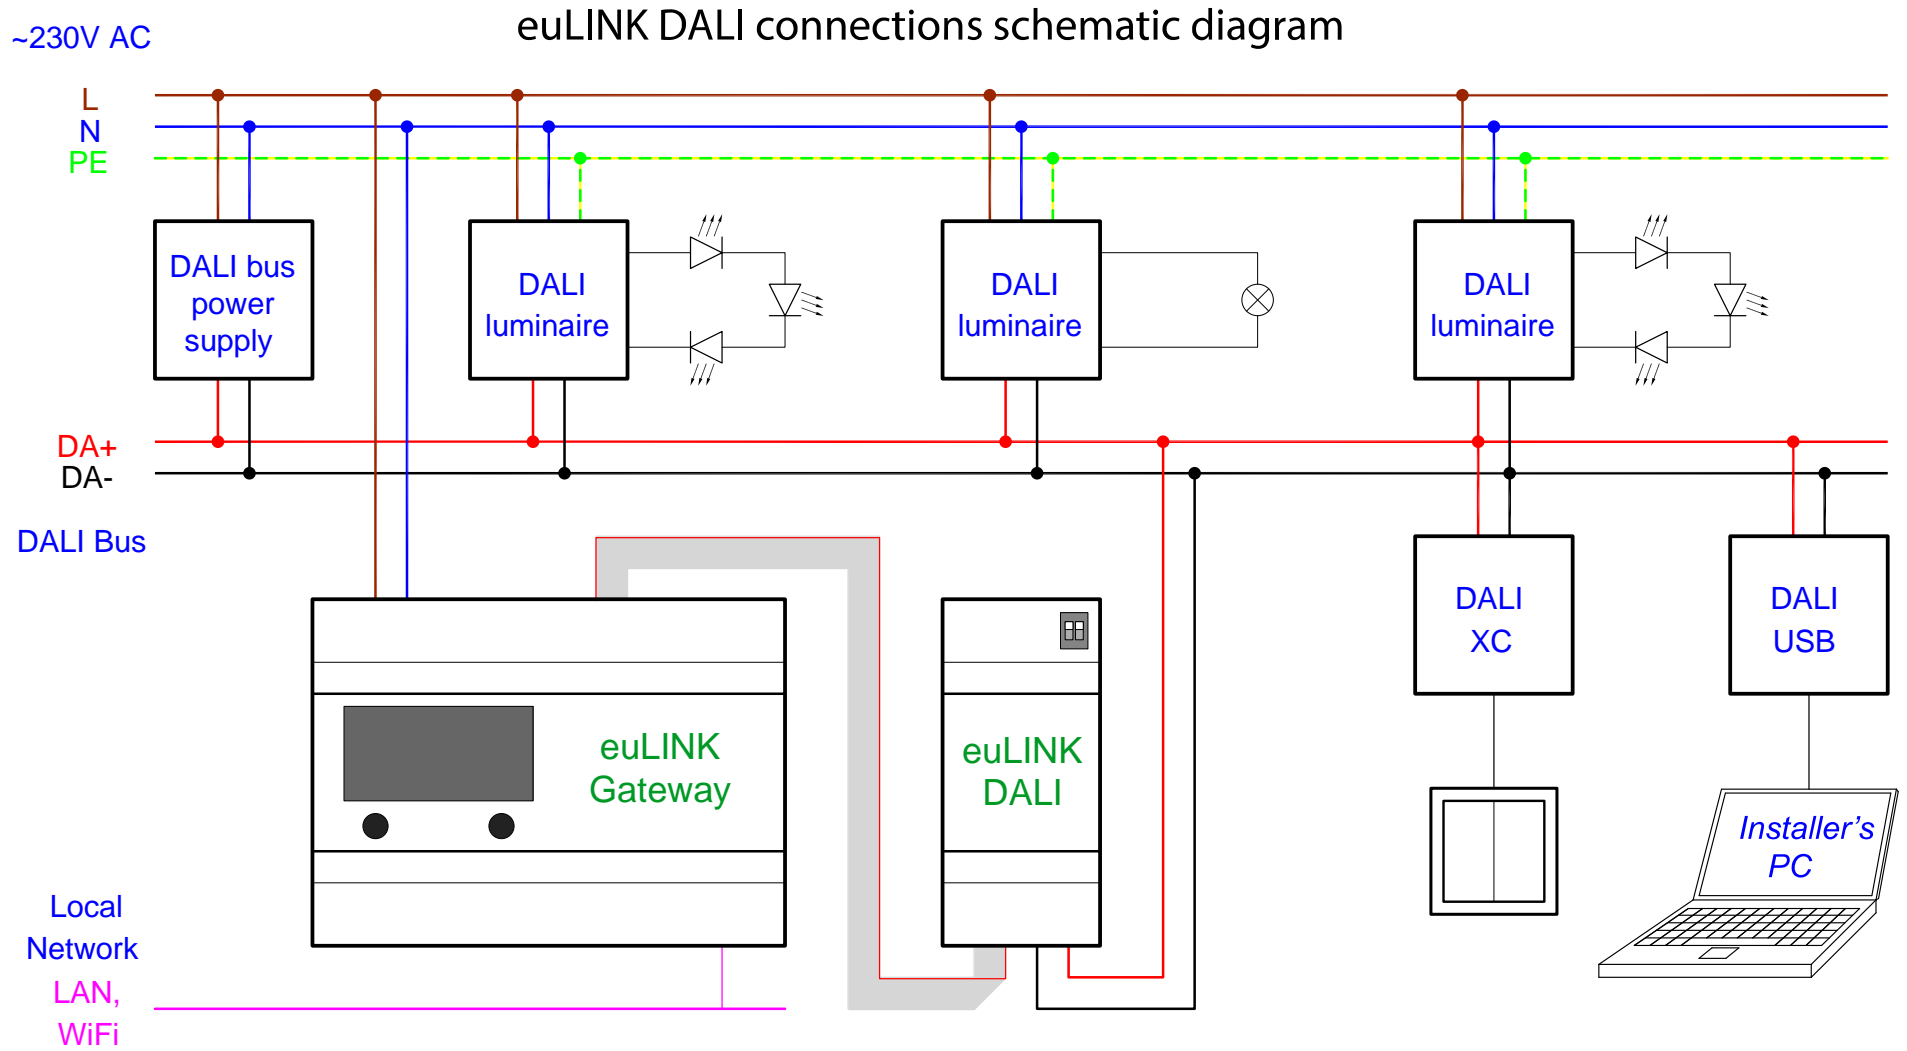 euLINK DALI connections schematic diagram
~230V AC
L
N
PE
DALI bus
power
supply
DALI
luminaire
DALI
luminaire
DALI
luminaire
DA+
DA-
DALI Bus
euLINK
Gateway
euLINK
DALI
DALI
XC
DALI
USB
Installer's
PC
Local
Network
LAN,
WiFi